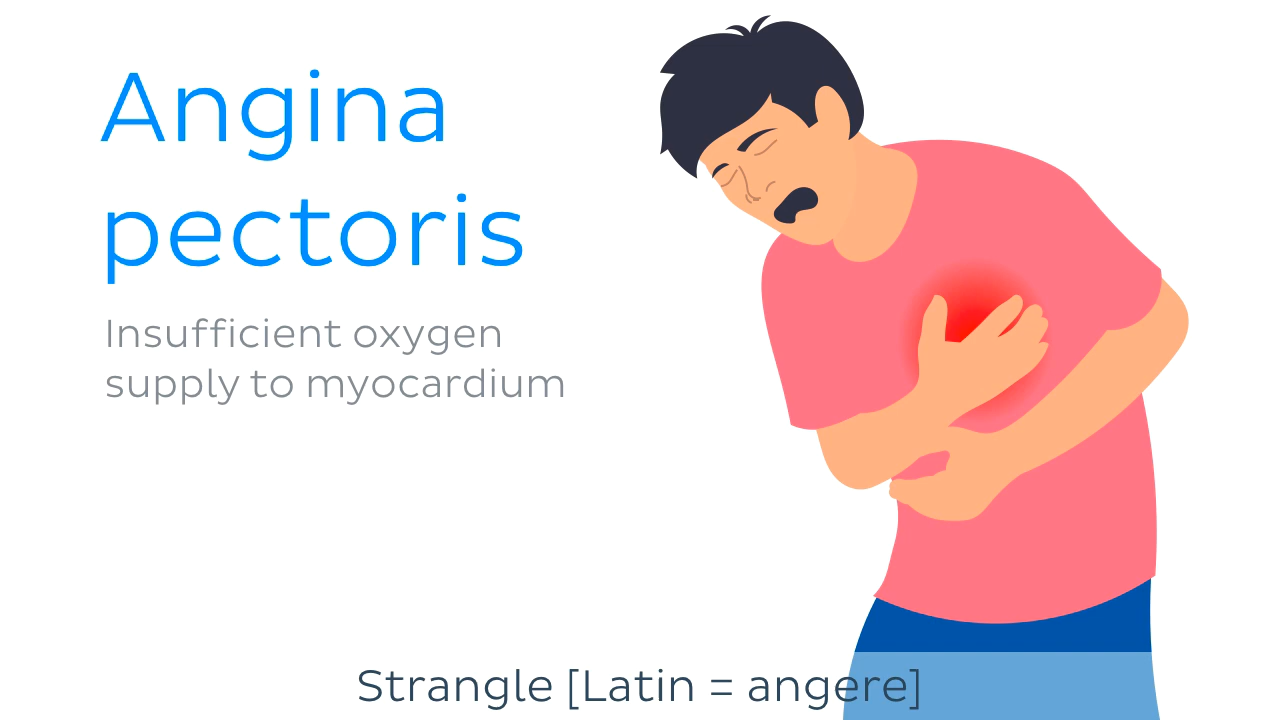 Angina
pectoris
Insufficient oxygen
supply to myocardium
Strangle [Latin = angere]